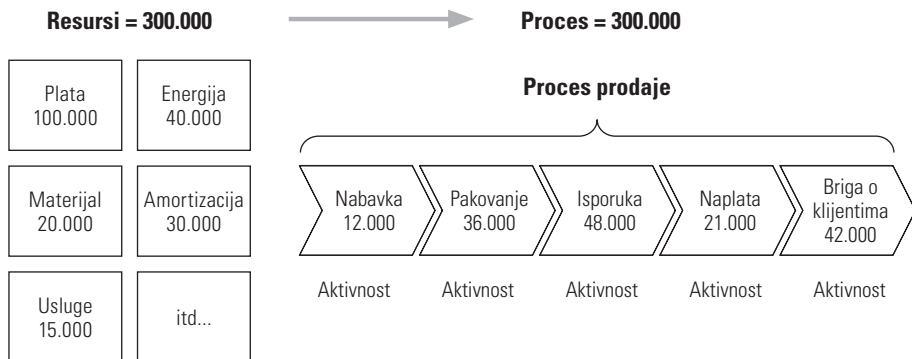 Resursi = 300.000
Proces = 300.000
Plata
100.000
Energija
40.000
Materijal
20.000
Amortizacija
30.000
Usluge
15.000
itd...
Proces prodaje
Nabavka
12.000
Pakovanje
36.000
Isporuka
48.000
Naplata
21.000
Briga o
klijentima
42.000
Aktivnost
Aktivnost
Aktivnost
Aktivnost
Aktivnost